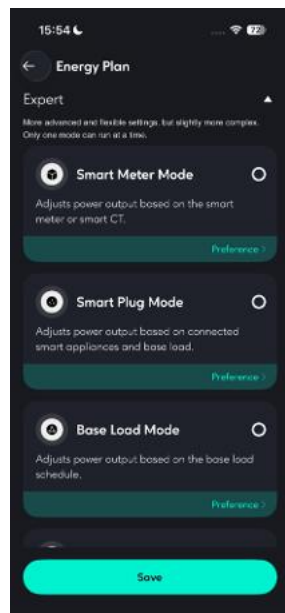 15:54
72
Energy Plan
Expert
More advanced and flexible settings, but slightly more complex.
Only one mode can run at a time.
Smart Meter Mode
Adjusts power output based on the smart
meter or smart CT.
Preference >
Smart Plug Mode
Adjusts power output based on connected
smart appliances and base load.
Preference >
Base Load Mode
Adjusts power output based on the base load
schedule.
Preference >
Save